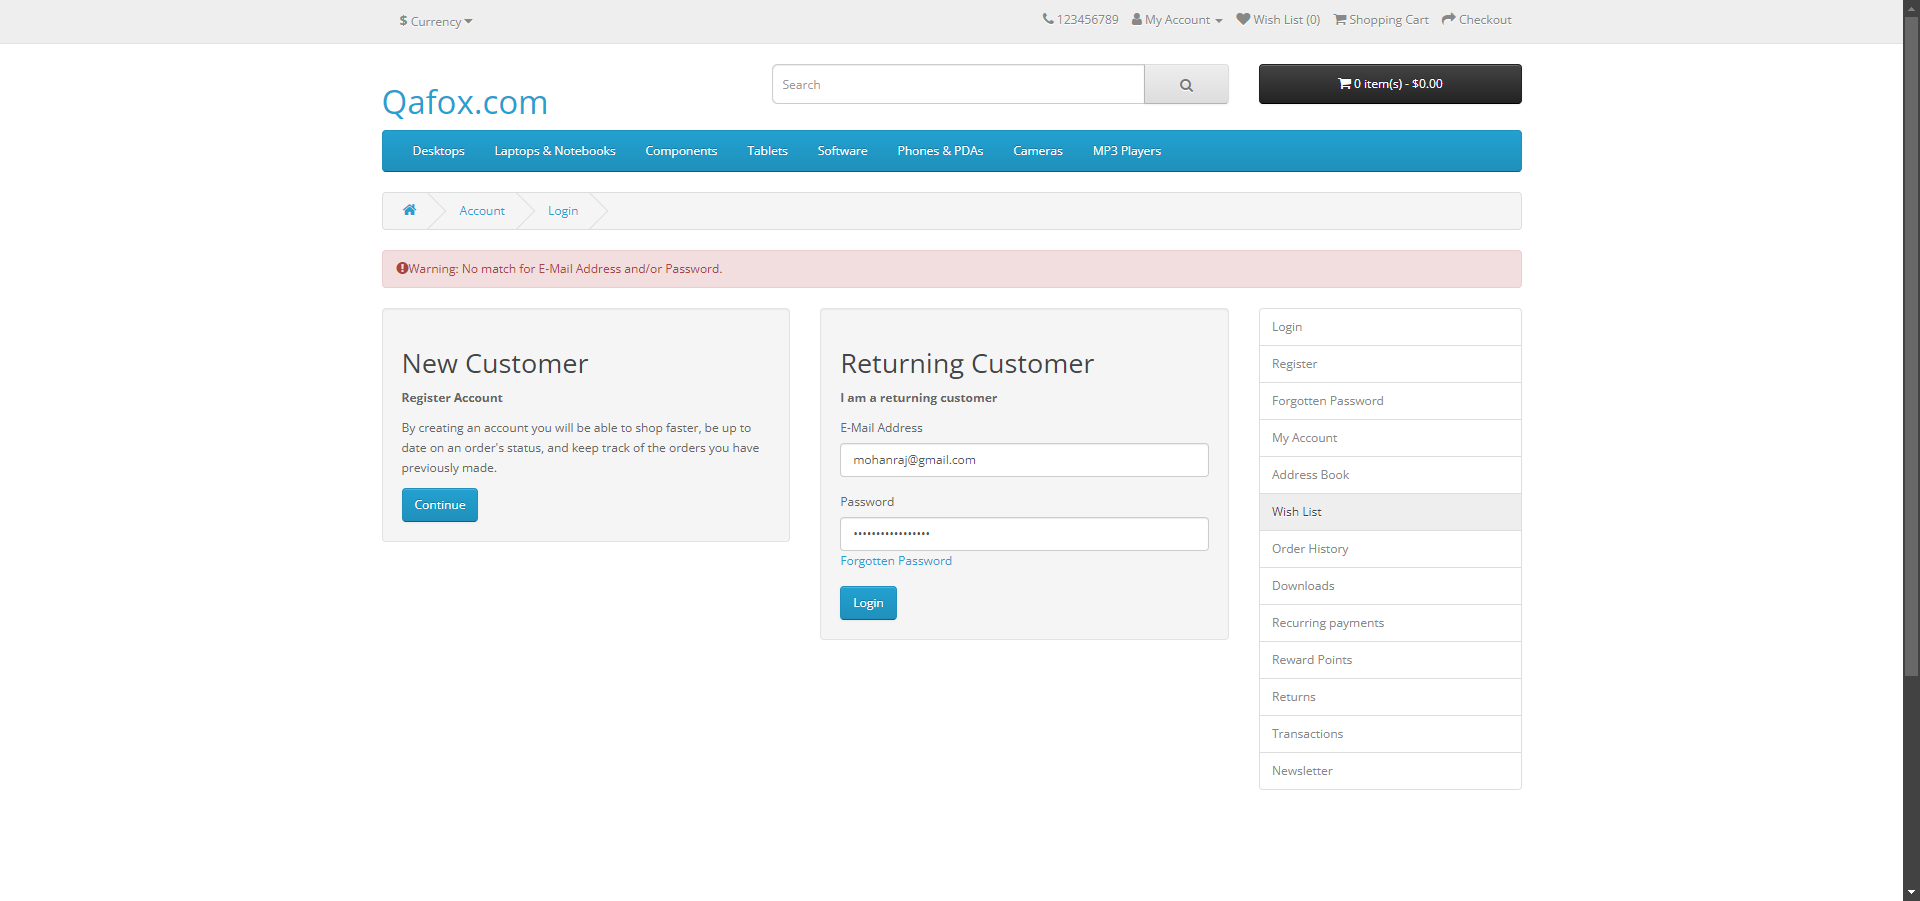 $ Currency
123456789 My Account Wish List (0) Shopping Cart Checkout
Qafox.com
Search
0 item(s) - $0.00
Desktops Laptops & Notebooks Components Tablets Software Phones & PDAs Cameras MP3 Players
Account Login
Warning: No match for E-Mail Address and/or Password.
New Customer
Register Account
By creating an account you will be able to shop faster, be up to
date on an order's status, and keep track of the orders you have
previously made.
Continue
Returning Customer
I am a returning customer
E-Mail Address
mohanraj@gmail.com
Password
•••••••••••••••••
Forgotten Password
Login
Login
Register
Forgotten Password
My Account
Address Book
Wish List
Order History
Downloads
Recurring payments
Reward Points
Returns
Transactions
Newsletter